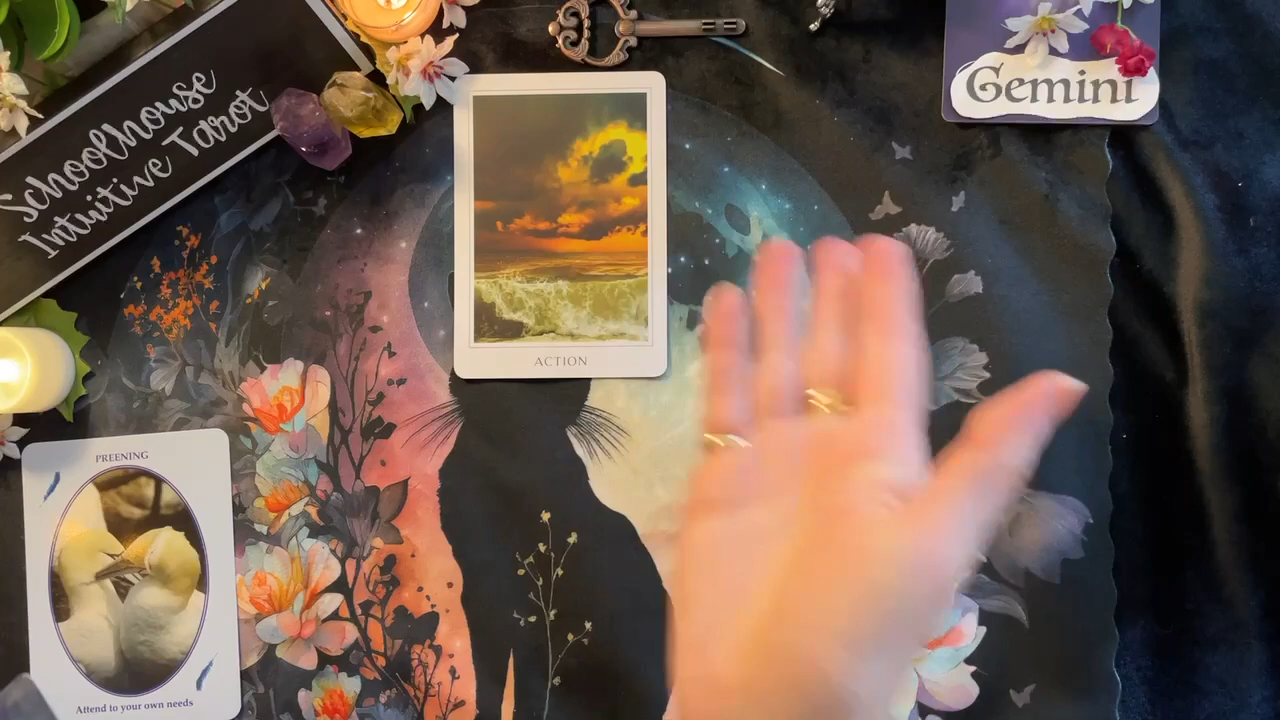 Schoolhouse
Intuitive Tarot
Gemini
ACTION
PREENING
Attend to your own needs